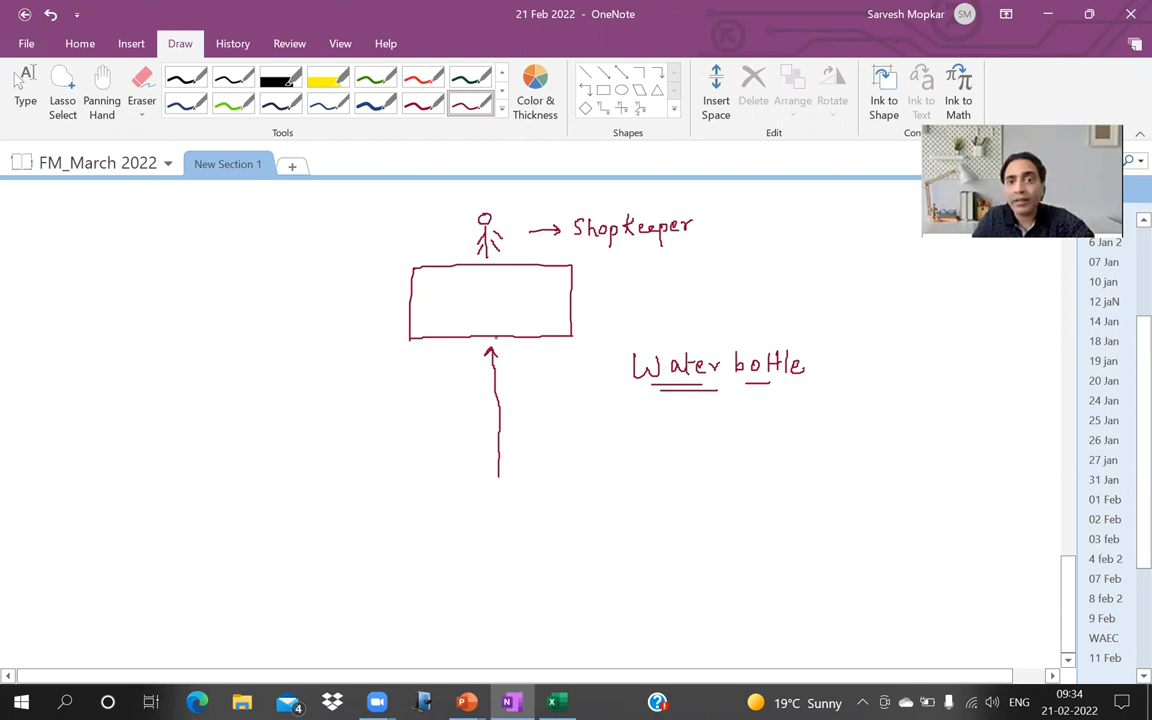 21 Feb 2022 - OneNote
Sarvesh Mopkar SM
File Home Insert Draw History Review View Help
Type Lasso Select Panning Hand Eraser Color & Thickness Insert Space Delete Arrange Rotate Ink to Shape Ink to Text Ink to Math
Tools Shapes Edit
FM_March 2022 New Section 1
Shopkeeper
Water bottle
6 Jan 2
07 Jan
10 jan
12 jaN
14 Jan
18 Jan
19 jan
20 Jan
24 Jan
25 Jan
26 Jan
27 jan
31 Jan
01 Feb
02 Feb
03 feb
4 feb 2
07 Feb
8 feb 2
9 Feb
WAEC
11 Feb
19°C Sunny ENG 09:34
21-02-2022